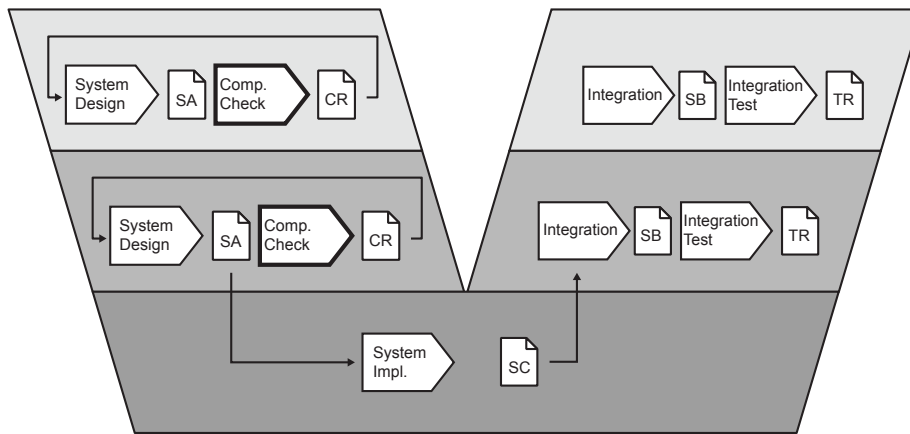 System
Design
SA
Comp.
Check
CR
Integration
SB
Integration
Test
TR
System
Design
SA
Comp.
Check
CR
Integration
SB
Integration
Test
TR
System
Impl.
SC